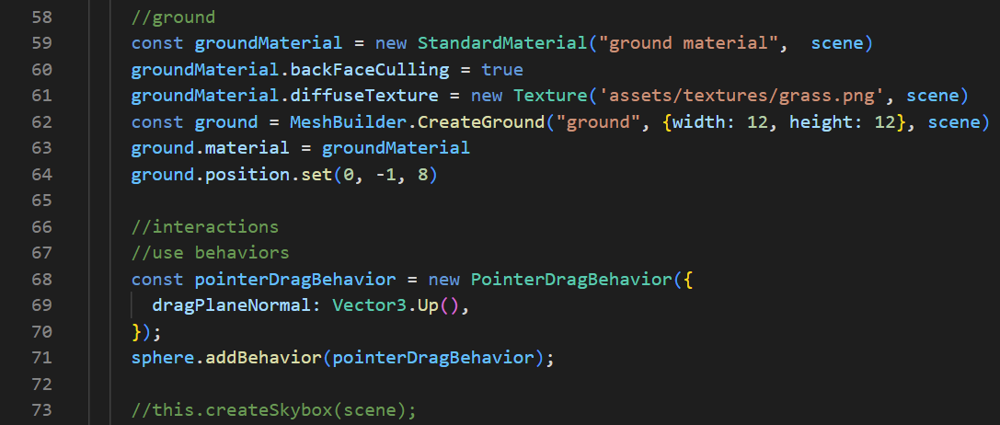 58 //ground
59 const groundMaterial = new StandardMaterial("ground material",  scene)
60 groundMaterial.backFaceCulling = true
61 groundMaterial.diffuseTexture = new Texture('assets/textures/grass.png', scene)
62 const ground = MeshBuilder.CreateGround("ground", {width: 12, height: 12}, scene)
63 ground.material = groundMaterial
64 ground.position.set(0, -1, 8)
65
66 //interactions
67 //use behaviors
68 const pointerDragBehavior = new PointerDragBehavior({
69   dragPlaneNormal: Vector3.Up(),
70 });
71 sphere.addBehavior(pointerDragBehavior);
72
73 //this.createSkybox(scene);